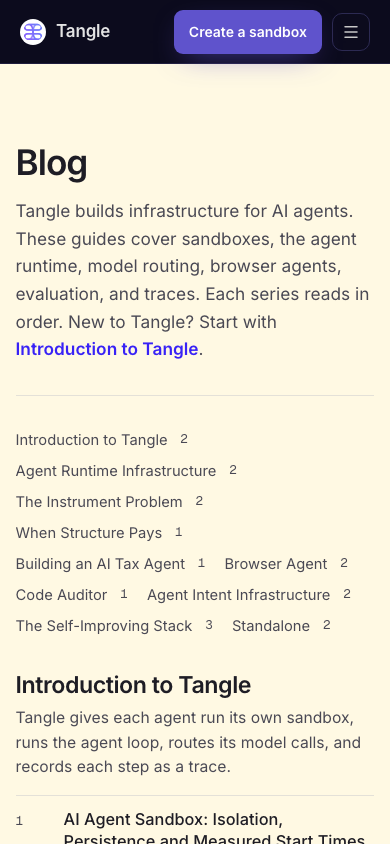 Tangle
Create a sandbox
Blog
Tangle builds infrastructure for AI agents.
These guides cover sandboxes, the agent
runtime, model routing, browser agents,
evaluation, and traces. Each series reads in
order. New to Tangle? Start with
Introduction to Tangle.
Introduction to Tangle 2
Agent Runtime Infrastructure 2
The Instrument Problem 2
When Structure Pays 1
Building an AI Tax Agent 1 Browser Agent 2
Code Auditor 1 Agent Intent Infrastructure 2
The Self-Improving Stack 3 Standalone 2
Introduction to Tangle
Tangle gives each agent run its own sandbox,
runs the agent loop, routes its model calls, and
records each step as a trace.
1 AI Agent Sandbox: Isolation,
Persistence and Measured Start Times